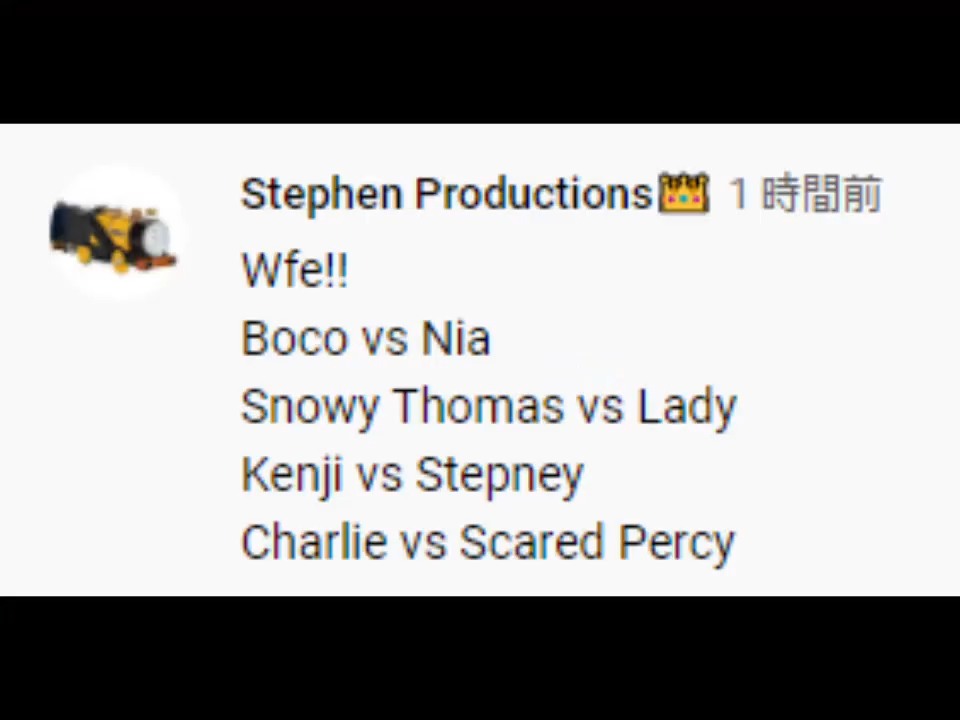 Stephen Productions👑 1 時間前
Wfe!!
Boco vs Nia
Snowy Thomas vs Lady
Kenji vs Stepney
Charlie vs Scared Percy